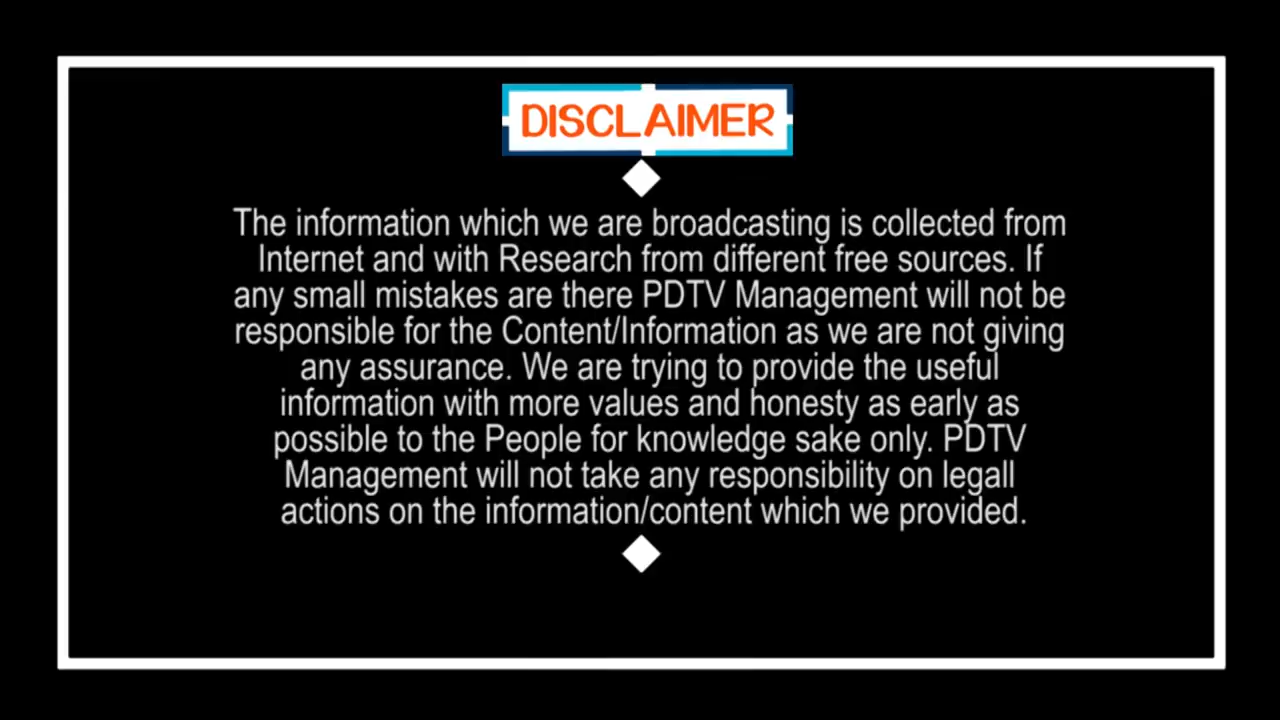 DISCLAIMER
The information which we are broadcasting is collected from
Internet and with Research from different free sources. If
any small mistakes are there PDTV Management will not be
responsible for the Content/Information as we are not giving
any assurance. We are trying to provide the useful
information with more values and honesty as early as
possible to the People for knowledge sake only. PDTV
Management will not take any responsibility on legall
actions on the information/content which we provided.